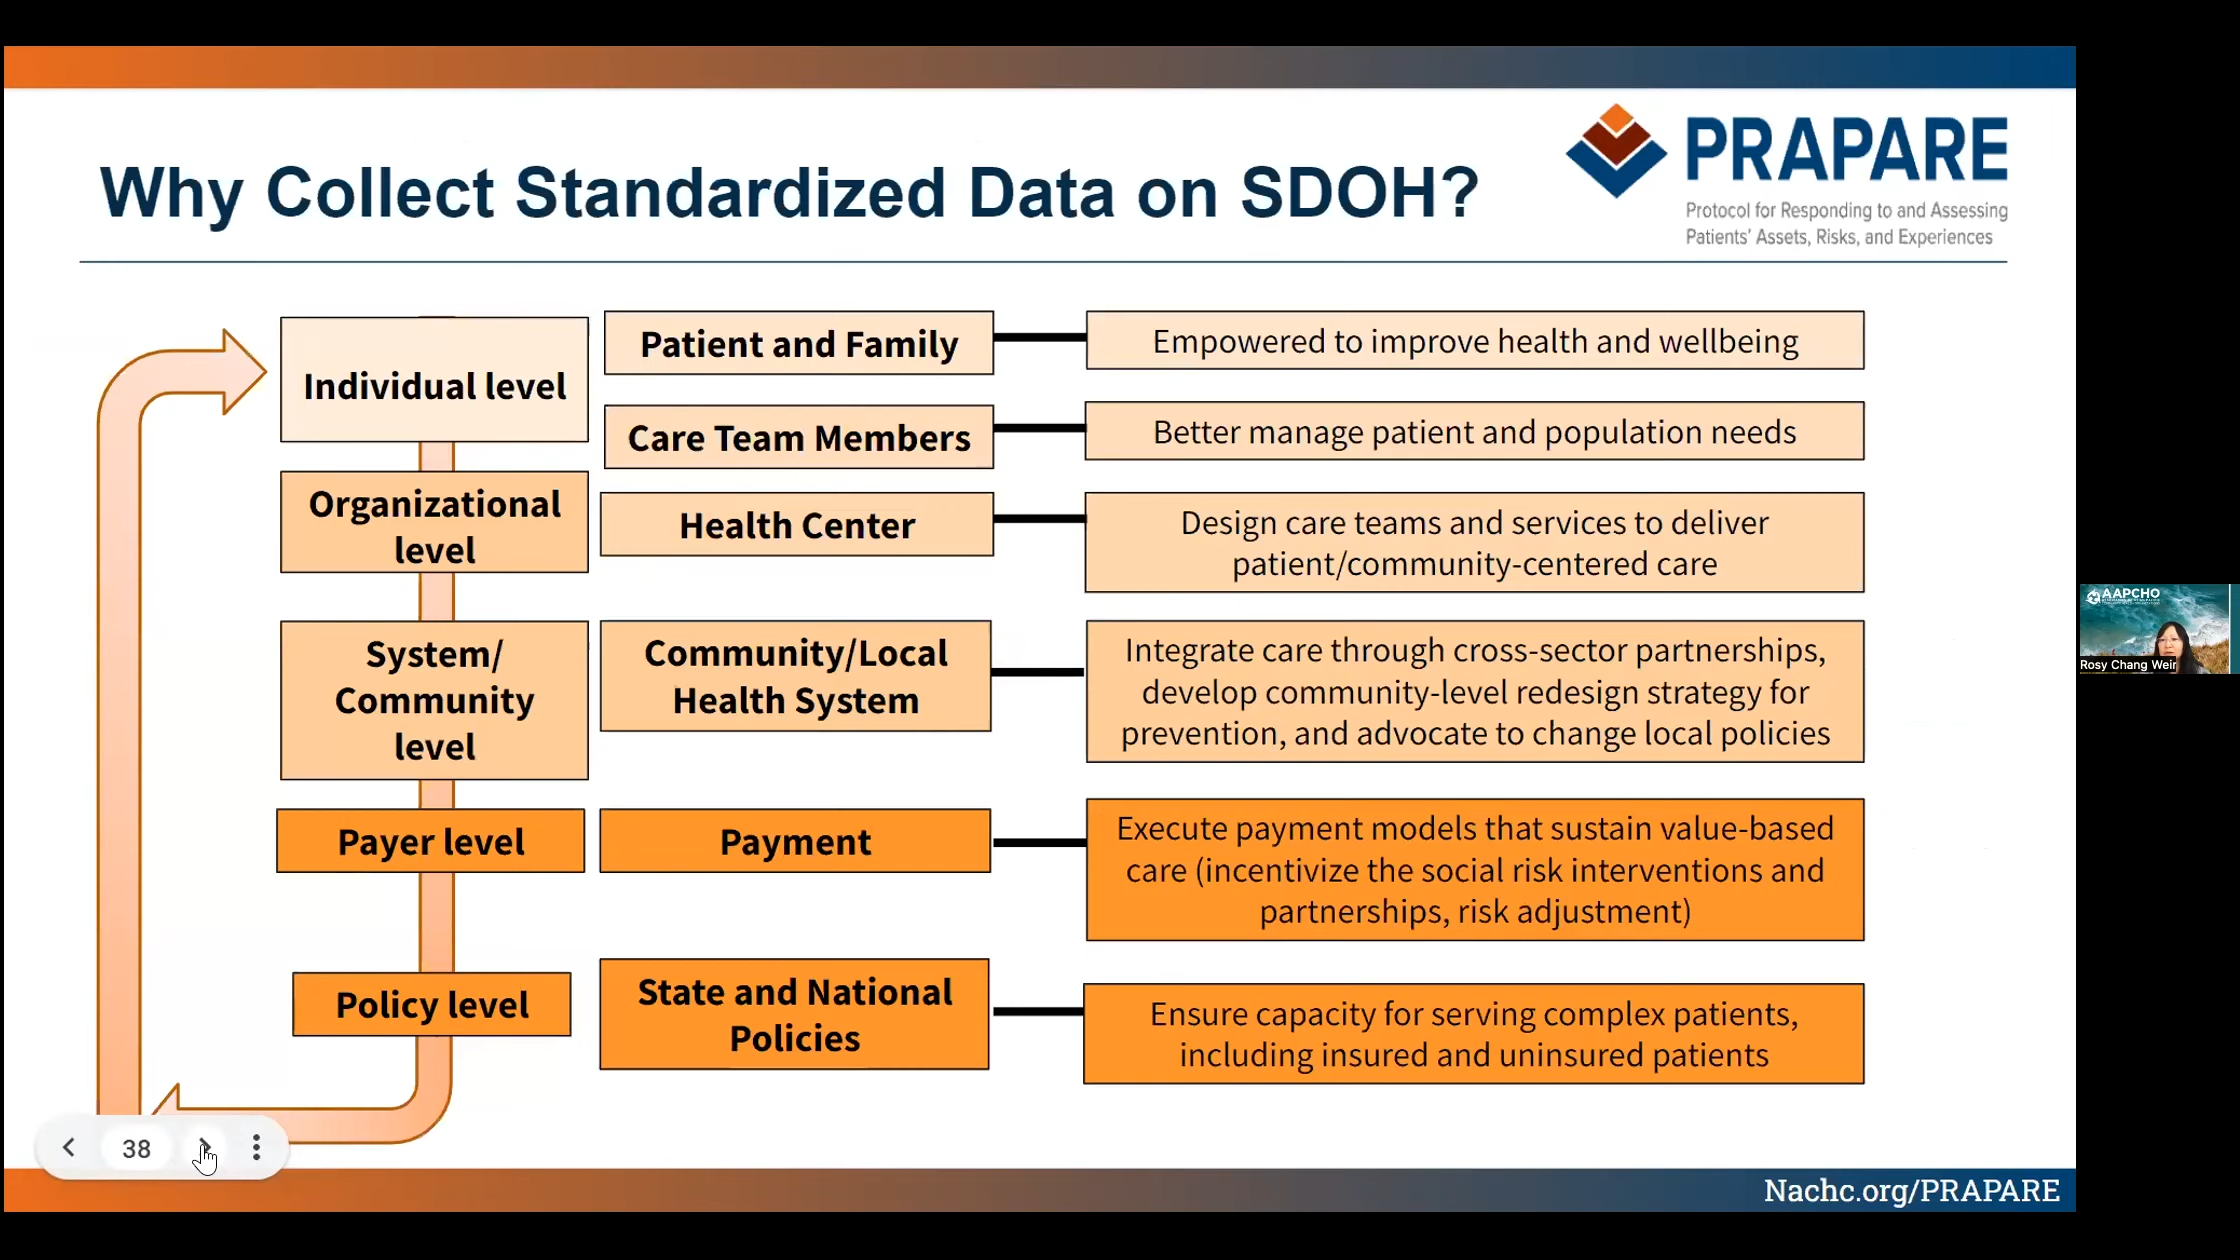 Why Collect Standardized Data on SDOH?
PRAPARE
Protocol for Responding to and Assessing
Patients' Assets, Risks, and Experiences
Individual level
Patient and Family
Empowered to improve health and wellbeing
Care Team Members
Better manage patient and population needs
Organizational
level
Health Center
Design care teams and services to deliver
patient/community-centered care
System/
Community
level
Community/Local
Health System
Integrate care through cross-sector partnerships,
develop community-level redesign strategy for
prevention, and advocate to change local policies
Payer level
Payment
Execute payment models that sustain value-based
care (incentivize the social risk interventions and
partnerships, risk adjustment)
Policy level
State and National
Policies
Ensure capacity for serving complex patients,
including insured and uninsured patients
38
Nachc.org/PRAPARE
AAPCHO
Rosy Chang Weir